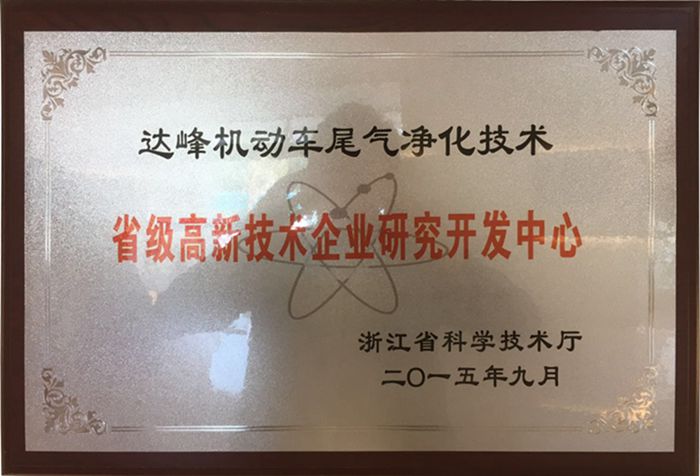 达峰机动车尾气净化技术
省级高新技术企业研究开发中心
浙江省科学技术厅
二〇一五年九月